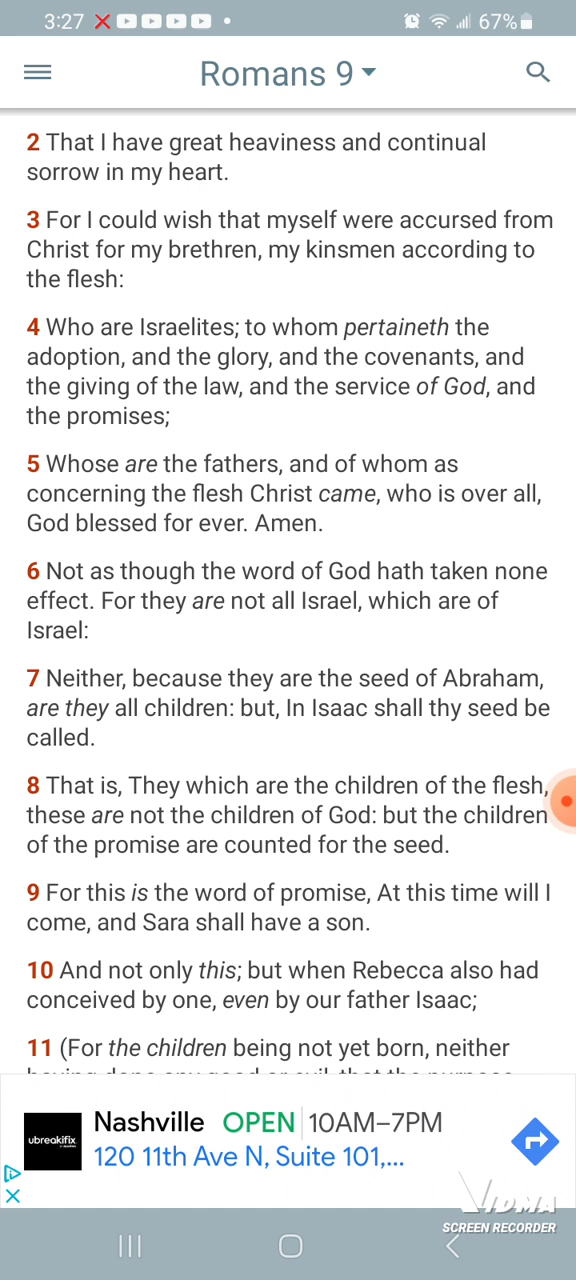 3:27
67%
Romans 9
2 That I have great heaviness and continual
sorrow in my heart.
3 For I could wish that myself were accursed from
Christ for my brethren, my kinsmen according to
the flesh:
4 Who are Israelites; to whom pertaineth the
adoption, and the glory, and the covenants, and
the giving of the law, and the service of God, and
the promises;
5 Whose are the fathers, and of whom as
concerning the flesh Christ came, who is over all,
God blessed for ever. Amen.
6 Not as though the word of God hath taken none
effect. For they are not all Israel, which are of
Israel:
7 Neither, because they are the seed of Abraham,
are they all children: but, In Isaac shall thy seed be
called.
8 That is, They which are the children of the flesh,
these are not the children of God: but the children
of the promise are counted for the seed.
9 For this is the word of promise, At this time will I
come, and Sara shall have a son.
10 And not only this; but when Rebecca also had
conceived by one, even by our father Isaac;
11 (For the children being not yet born, neither
ubreakifix
Nashville OPEN 10AM–7PM
120 11th Ave N, Suite 101,...
VIDMA
SCREEN RECORDER